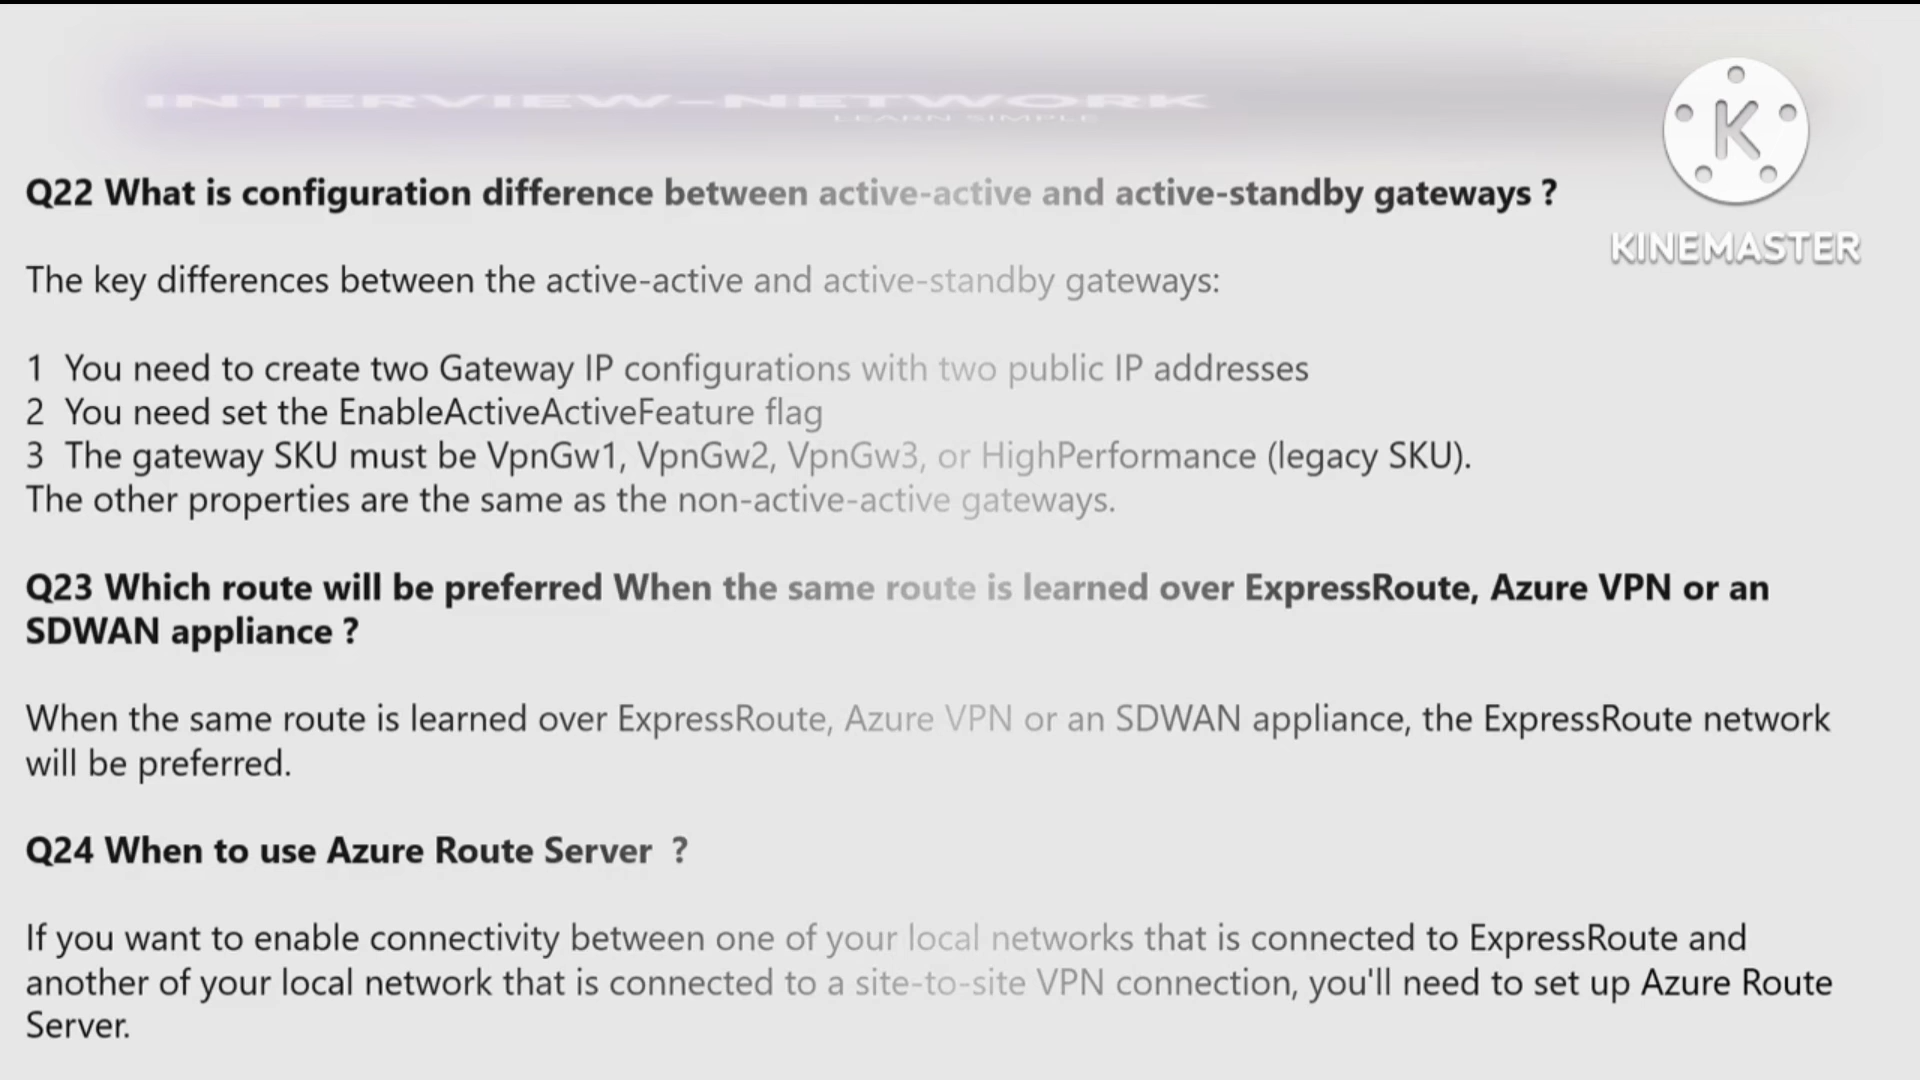 INTERVIEW-NETWORK
LEARN SIMPLE
K
KINEMASTER
Q22 What is configuration difference between active-active and active-standby gateways ?
The key differences between the active-active and active-standby gateways:
1 You need to create two Gateway IP configurations with two public IP addresses
2 You need set the EnableActiveActiveFeature flag
3 The gateway SKU must be VpnGw1, VpnGw2, VpnGw3, or HighPerformance (legacy SKU).
The other properties are the same as the non-active-active gateways.
Q23 Which route will be preferred When the same route is learned over ExpressRoute, Azure VPN or an
SDWAN appliance ?
When the same route is learned over ExpressRoute, Azure VPN or an SDWAN appliance, the ExpressRoute network
will be preferred.
Q24 When to use Azure Route Server ?
If you want to enable connectivity between one of your local networks that is connected to ExpressRoute and
another of your local network that is connected to a site-to-site VPN connection, you'll need to set up Azure Route
Server.